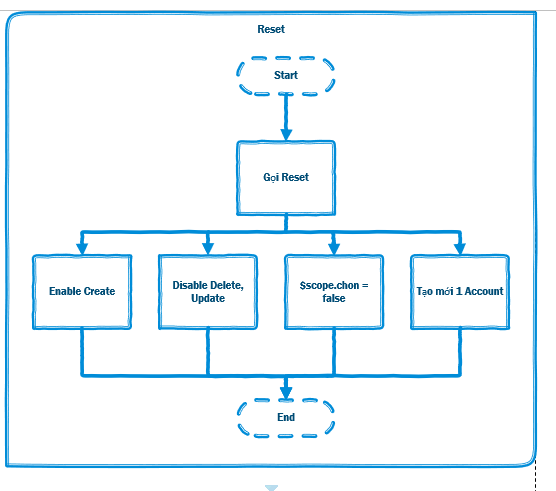 Reset
Start
Gọi Reset
Enable Create
Disable Delete,
Update
$scope.chon =
false
Tạo mới 1 Account
End